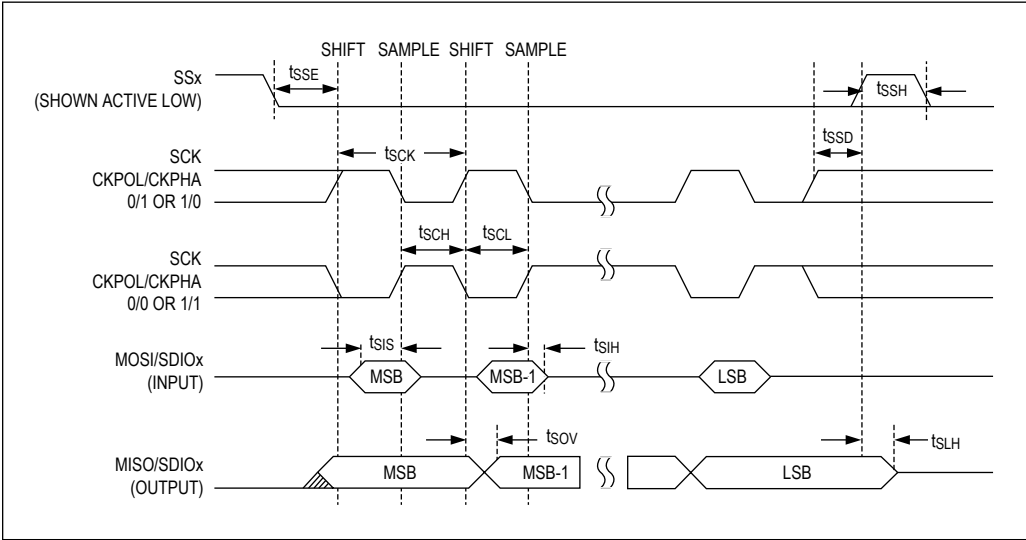 SHIFT SAMPLE SHIFT SAMPLE
SSx
(SHOWN ACTIVE LOW)
tSSE
tSSH
tSSD
SCK
CKPOL/CKPHA
0/1 OR 1/0
tSCK
tSCH
tSCL
SCK
CKPOL/CKPHA
0/0 OR 1/1
tSIS
tSIH
MOSI/SDIOx
(INPUT)
MSB
MSB-1
LSB
tSOV
tSLH
MISO/SDIOx
(OUTPUT)
MSB
MSB-1
LSB